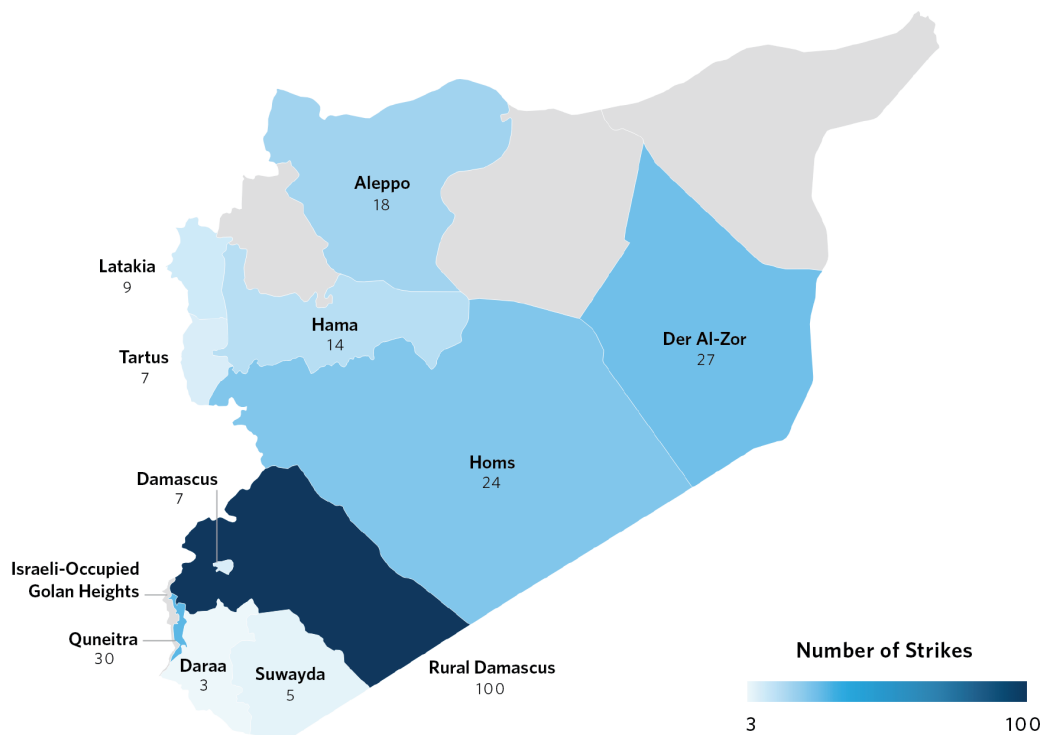 Aleppo
18
Latakia
9
Hama
14
Der Al-Zor
27
Tartus
7
Homs
24
Damascus
7
Israeli-Occupied
Golan Heights
Quneitra
30
Daraa
3
Suwayda
5
Rural Damascus
100
Number of Strikes
3 100